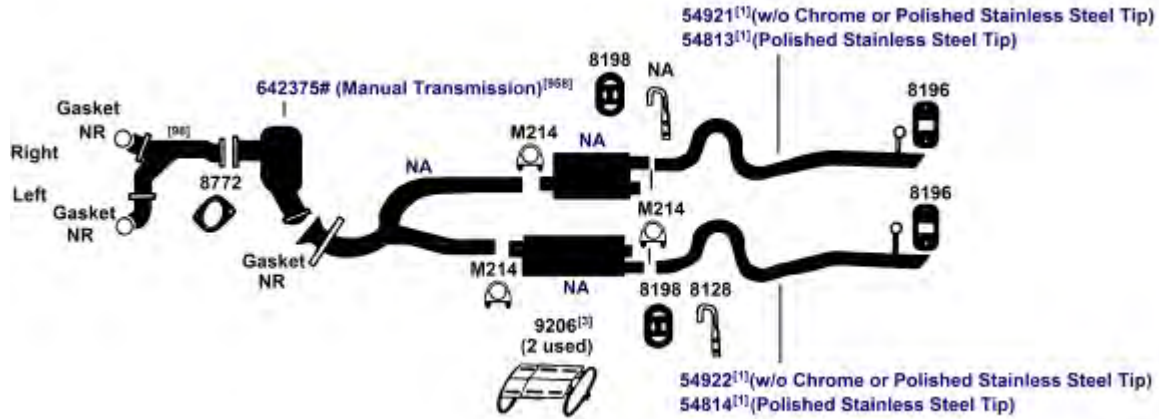 54921[1](w/o Chrome or Polished Stainless Steel Tip)
54813[1](Polished Stainless Steel Tip)
8198
NA
642375# (Manual Transmission)[968]
8196
Gasket
NR
[98]
M214
NA
Right
NA
8772
Left
8196
Gasket
NR
M214
Gasket
NR
M214
NA
8198
8128
9206[3]
(2 used)
54922[1](w/o Chrome or Polished Stainless Steel Tip)
54814[1](Polished Stainless Steel Tip)